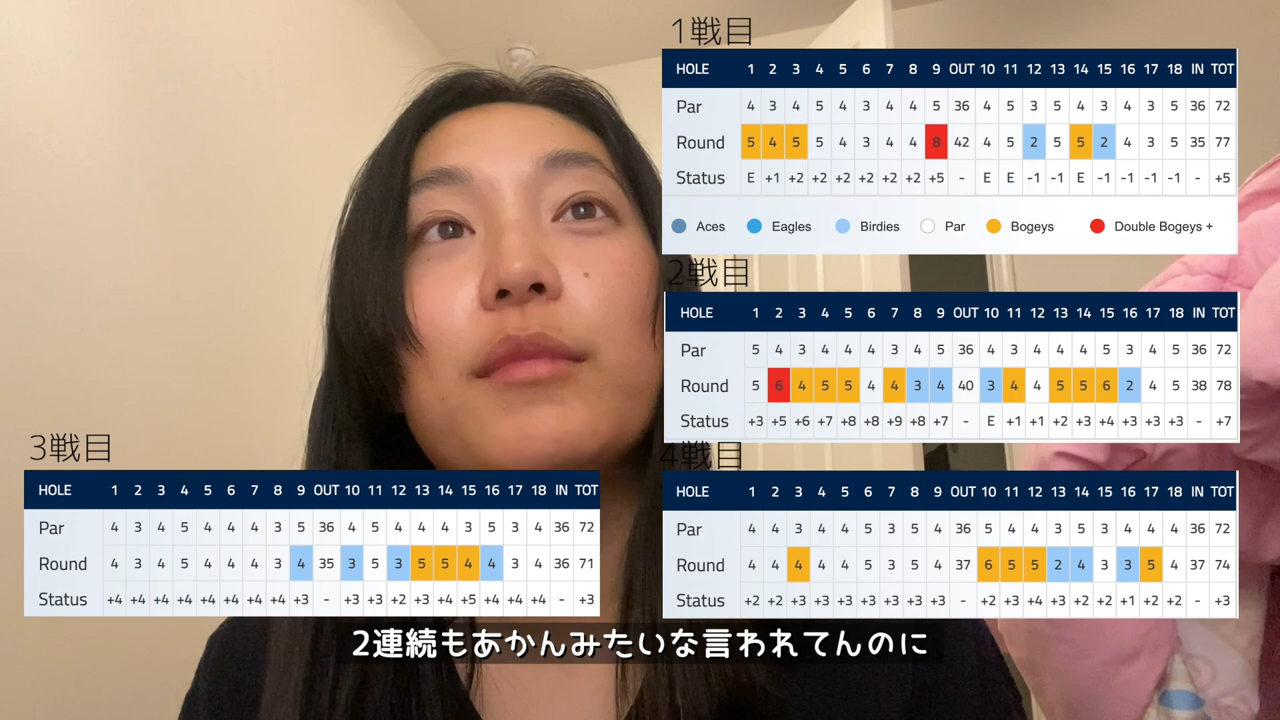 1戦目
HOLE 1 2 3 4 5 6 7 8 9 OUT 10 11 12 13 14 15 16 17 18 IN TOT
Par 4 3 4 5 4 3 4 4 5 36 4 5 3 5 4 3 4 3 5 36 72
Round 5 4 5 5 4 3 4 4 8 42 4 5 2 5 5 2 4 3 5 35 77
Status E +1 +2 +2 +2 +2 +2 +2 +5 - E E -1 -1 E -1 -1 -1 -1 - +5
Aces Eagles Birdies Par Bogeys Double Bogeys +
2戦目
HOLE 1 2 3 4 5 6 7 8 9 OUT 10 11 12 13 14 15 16 17 18 IN TOT
Par 5 4 3 4 4 4 3 4 5 36 4 3 4 4 4 5 3 4 5 36 72
Round 5 6 4 5 5 4 4 3 4 40 3 4 4 5 5 6 2 4 5 38 78
Status +3 +5 +6 +7 +8 +8 +9 +8 +7 - E +1 +1 +2 +3 +4 +3 +3 +3 - +7
3戦目
HOLE 1 2 3 4 5 6 7 8 9 OUT 10 11 12 13 14 15 16 17 18 IN TOT
Par 4 3 4 5 4 4 4 3 5 36 4 5 4 4 4 3 5 3 4 36 72
Round 4 3 4 5 4 4 4 3 4 35 3 5 3 5 5 4 4 3 4 36 71
Status +4 +4 +4 +4 +4 +4 +4 +4 +3 - +3 +3 +2 +3 +4 +5 +4 +4 +4 - +3
4戦目
HOLE 1 2 3 4 5 6 7 8 9 OUT 10 11 12 13 14 15 16 17 18 IN TOT
Par 4 4 3 4 4 5 3 5 4 36 5 4 4 3 5 3 4 4 4 36 72
Round 4 4 4 4 4 5 3 5 4 37 6 5 5 2 4 3 3 5 4 37 74
Status +2 +2 +3 +3 +3 +3 +3 +3 +3 - +2 +3 +4 +3 +2 +2 +1 +2 +2 - +3
2連続もあかんみたいな言われてんのに